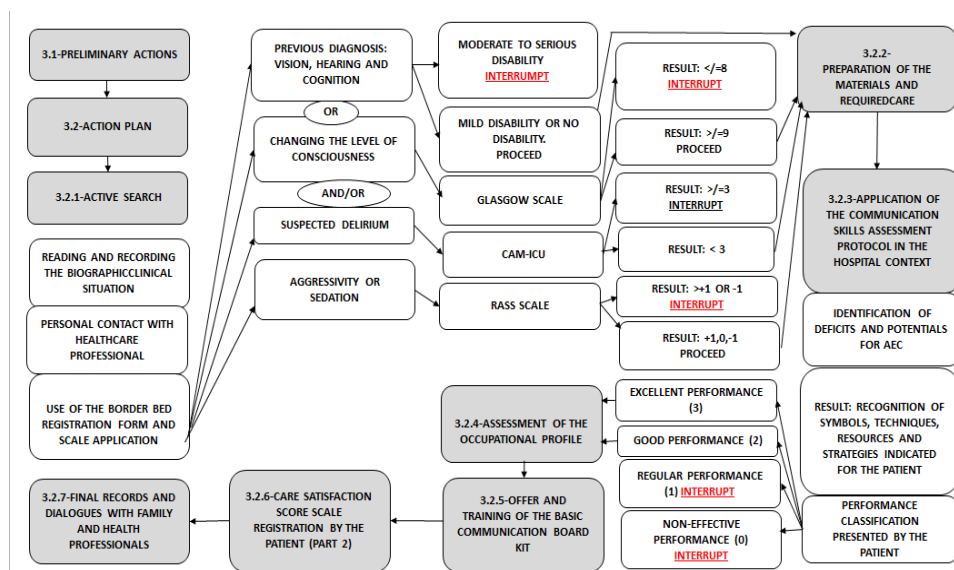 3.1-PRELIMINARY ACTIONS
3.2-ACTION PLAN
3.2.1-ACTIVE SEARCH
READING AND RECORDING
THE BIOGRAPHICCLINICAL
SITUATION
PERSONAL CONTACT WITH
HEALTHCARE
PROFESSIONAL
USE OF THE BORDER BED
REGISTRATION FORM AND
SCALE APPLICATION
PREVIOUS DIAGNOSIS:
VISION, HEARING AND
COGNITION
OR
CHANGING THE LEVEL OF
CONSCIOUSNESS
AND/OR
SUSPECTED DELIRIUM
AGGRESSIVITY OR
SEDATION
MODERATE TO SERIOUS
DISABILITY
INTERRUMPT
MILD DISABILITY OR NO
DISABILITY.
PROCEED
GLASGOW SCALE
CAM-ICU
RASS SCALE
RESULT: </=8
INTERRUPT
RESULT: >/=9
PROCEED
RESULT: >/=3
INTERRUPT
RESULT: < 3
RESULT: >+1 OR -1
INTERRUPT
RESULT: +1,0,-1
PROCEED
3.2.2-
PREPARATION OF THE
MATERIALS AND
REQUIREDCARE
3.2.3-APPLICATION OF
THE COMMUNICATION
SKILLS ASSESSMENT
PROTOCOL IN THE
HOSPITAL CONTEXT
IDENTIFICATION OF
DEFICITS AND POTENTIALS
FOR AEC
RESULT: RECOGNITION OF
SYMBOLS, TECHNIQUES,
RESOURCES AND
STRATEGIES INDICATED
FOR THE PATIENT
PERFORMANCE
CLASSIFICATION
PRESENTED BY THE
PATIENT
EXCELLENT PERFORMANCE
(3)
GOOD PERFORMANCE (2)
REGULAR PERFORMANCE
(1) INTERRUPT
NON-EFFECTIVE
PERFORMANCE (0)
INTERRUPT
3.2.4-ASSESSMENT OF THE
OCCUPATIONAL PROFILE
3.2.5-OFFER AND
TRAINING OF THE BASIC
COMMUNICATION BOARD
KIT
3.2.6-CARE SATISFACTION
SCORE SCALE
REGISTRATION BY THE
PATIENT (PART 2)
3.2.7-FINAL RECORDS AND
DIALOGUES WITH FAMILY
AND HEALTH
PROFESSIONALS